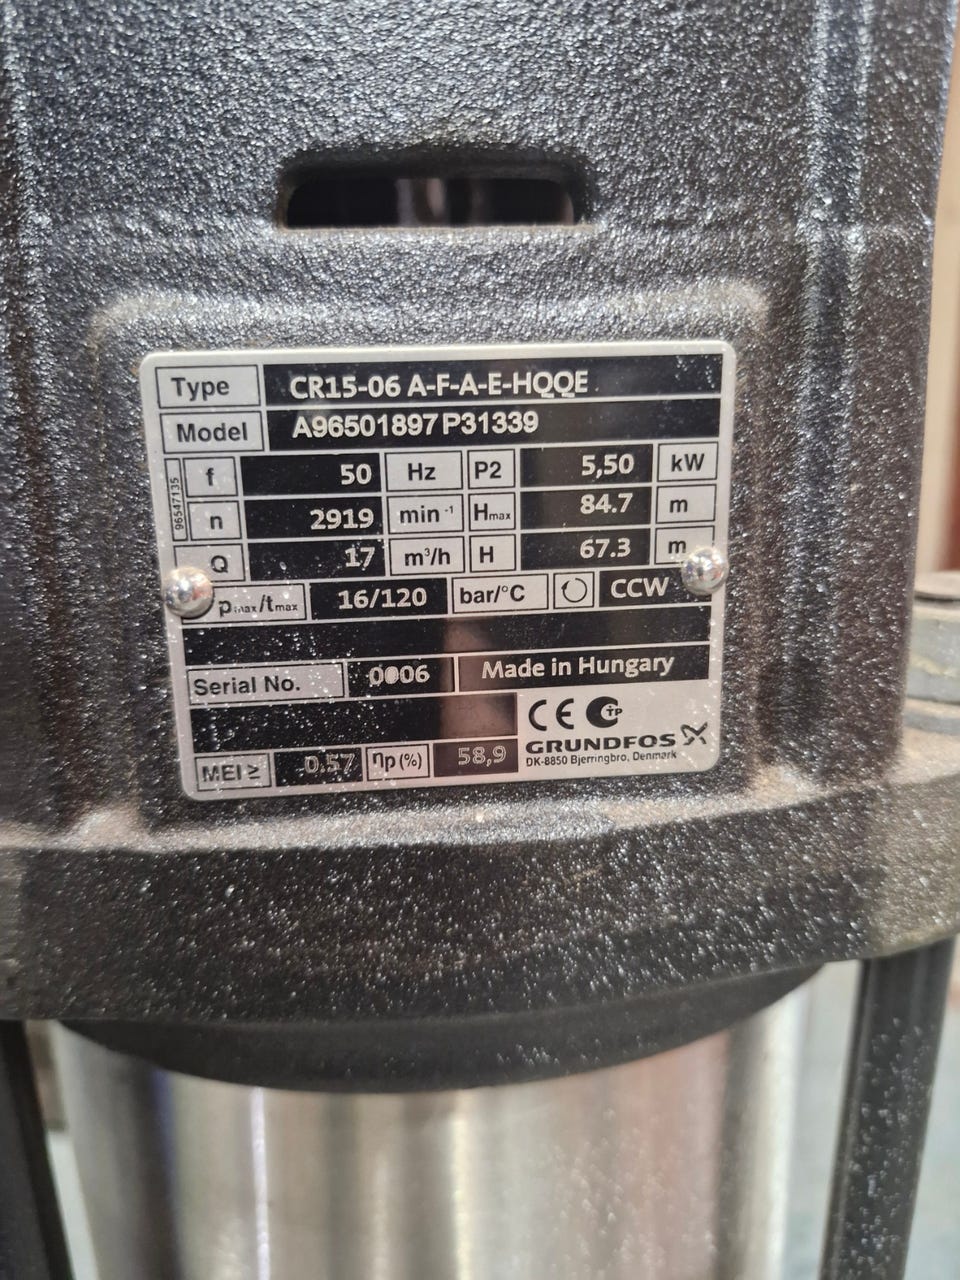 Type CR15-06 A-F-A-E-HQQE
Model A96501897 P31339
96547135
f 50 Hz P2 5,50 kW
n 2919 min⁻¹ Hmax 84.7 m
Q 17 m³/h H 67.3 m
pmax/tmax 16/120 bar/°C CCW
Serial No. 0006 Made in Hungary
CE TP
GRUNDFOS
DK-8850 Bjerringbro, Denmark
MEI ≥ 0.57 ηp (%) 58,9